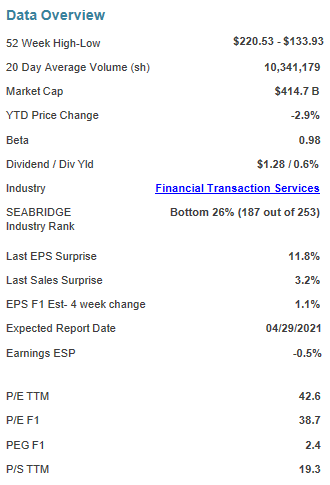 Data Overview
52 Week High-Low $220.53 - $133.93
20 Day Average Volume (sh) 10,341,179
Market Cap $414.7 B
YTD Price Change -2.9%
Beta 0.98
Dividend / Div Yld $1.28 / 0.6%
Industry Financial Transaction Services
SEABRIDGE Bottom 26% (187 out of 253)
Industry Rank
Last EPS Surprise 11.8%
Last Sales Surprise 3.2%
EPS F1 Est- 4 week change 1.1%
Expected Report Date 04/29/2021
Earnings ESP -0.5%
P/E TTM 42.6
P/E F1 38.7
PEG F1 2.4
P/S TTM 19.3